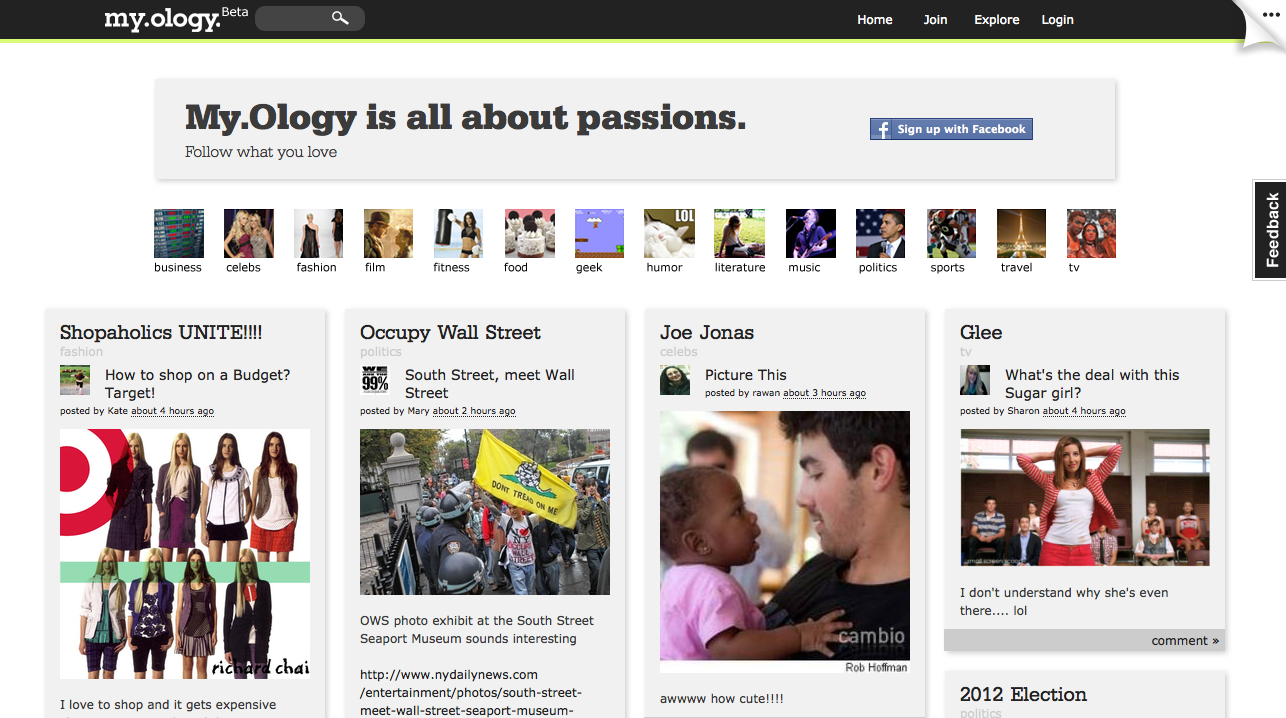 my.ology. Beta
Home Join Explore Login
My.Ology is all about passions.
Follow what you love
f Sign up with Facebook
Feedback
LOL
business celebs fashion film fitness food geek humor literature music politics sports travel tv
Shopaholics UNITE!!!!
fashion
How to shop on a Budget?
Target!
posted by Kate about 4 hours ago
richard chai
I love to shop and it gets expensive
Occupy Wall Street
politics
WE ARE THE 99%
South Street, meet Wall
Street
posted by Mary about 2 hours ago
DONT TREAD ON ME
OWS photo exhibit at the South Street
Seaport Museum sounds interesting
http://www.nydailynews.com
/entertainment/photos/south-street-
meet-wall-street-seaport-museum-
Joe Jonas
celebs
Picture This
posted by rawan about 3 hours ago
cambio
Rob Hoffman
awwww how cute!!!!
Glee
tv
What's the deal with this
Sugar girl?
posted by Sharon about 4 hours ago
I don't understand why she's even
there.... lol
comment »
2012 Election
politics